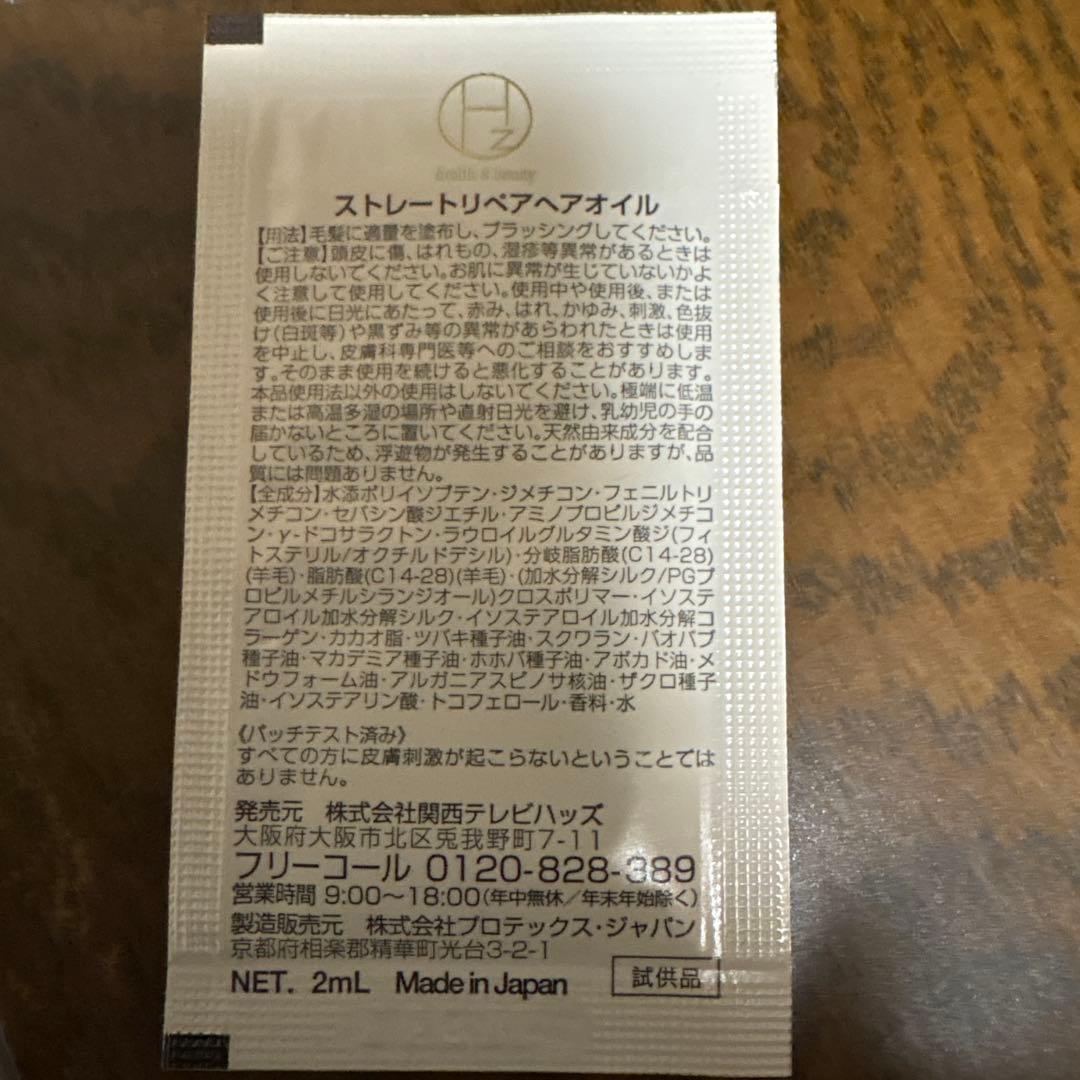 Hz
Health & Beauty
ストレートリペアヘアオイル
【用法】毛髪に適量を塗布し、ブラッシングしてください。
【ご注意】頭皮に傷、はれもの、湿疹等異常があるときは
使用しないでください。お肌に異常が生じていないかよ
く注意して使用してください。使用中や使用後、または
使用後に日光にあたって、赤み、はれ、かゆみ、刺激、色抜
け(白斑等)や黒ずみ等の異常があらわれたときは使用
を中止し、皮膚科専門医等へのご相談をおすすめしま
す。そのまま使用を続けると悪化することがあります。
本品使用法以外の使用はしないでください。極端に低温
または高温多湿の場所や直射日光を避け、乳幼児の手の
届かないところに置いてください。天然由来成分を配合
しているため、浮遊物が発生することがありますが、品
質には問題ありません。
【全成分】水添ポリイソブテン・ジメチコン・フェニルトリ
メチコン・セバシン酸ジエチル・アミノプロピルジメチコ
ン・γ-ドコサラクトン・ラウロイルグルタミン酸ジ(フィ
トステリル/オクチルドデシル)・分岐脂肪酸(C14-28)
(羊毛)・脂肪酸(C14-28)(羊毛)・(加水分解シルク/PGプ
ロピルメチルシランジオール)クロスポリマー・イソステ
アロイル加水分解シルク・イソステアロイル加水分解コ
ラーゲン・カカオ脂・ツバキ種子油・スクワラン・バオバブ
種子油・マカデミア種子油・ホホバ種子油・アボカド油・メ
ドウフォーム油・アルガニアスピノサ核油・ザクロ種子
油・イソステアリン酸・トコフェロール・香料・水
《パッチテスト済み》
すべての方に皮膚刺激が起こらないということでは
ありません。
発売元 株式会社関西テレビハッズ
大阪府大阪市北区兎我野町7-11
フリーコール 0120-828-389
営業時間 9:00～18:00(年中無休／年末年始除く)
製造販売元 株式会社プロテックス・ジャパン
京都府相楽郡精華町光台3-2-1
NET. 2mL Made in Japan 試供品